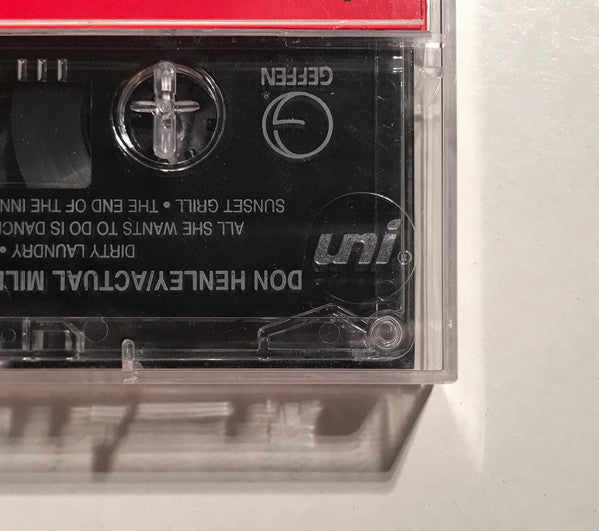 DON HENLEY/ACTUAL MIL
uni
DIRTY LAUNDRY •
ALL SHE WANTS TO DO IS DANC
SUNSET GRILL • THE END OF THE INN
GEFFEN
®